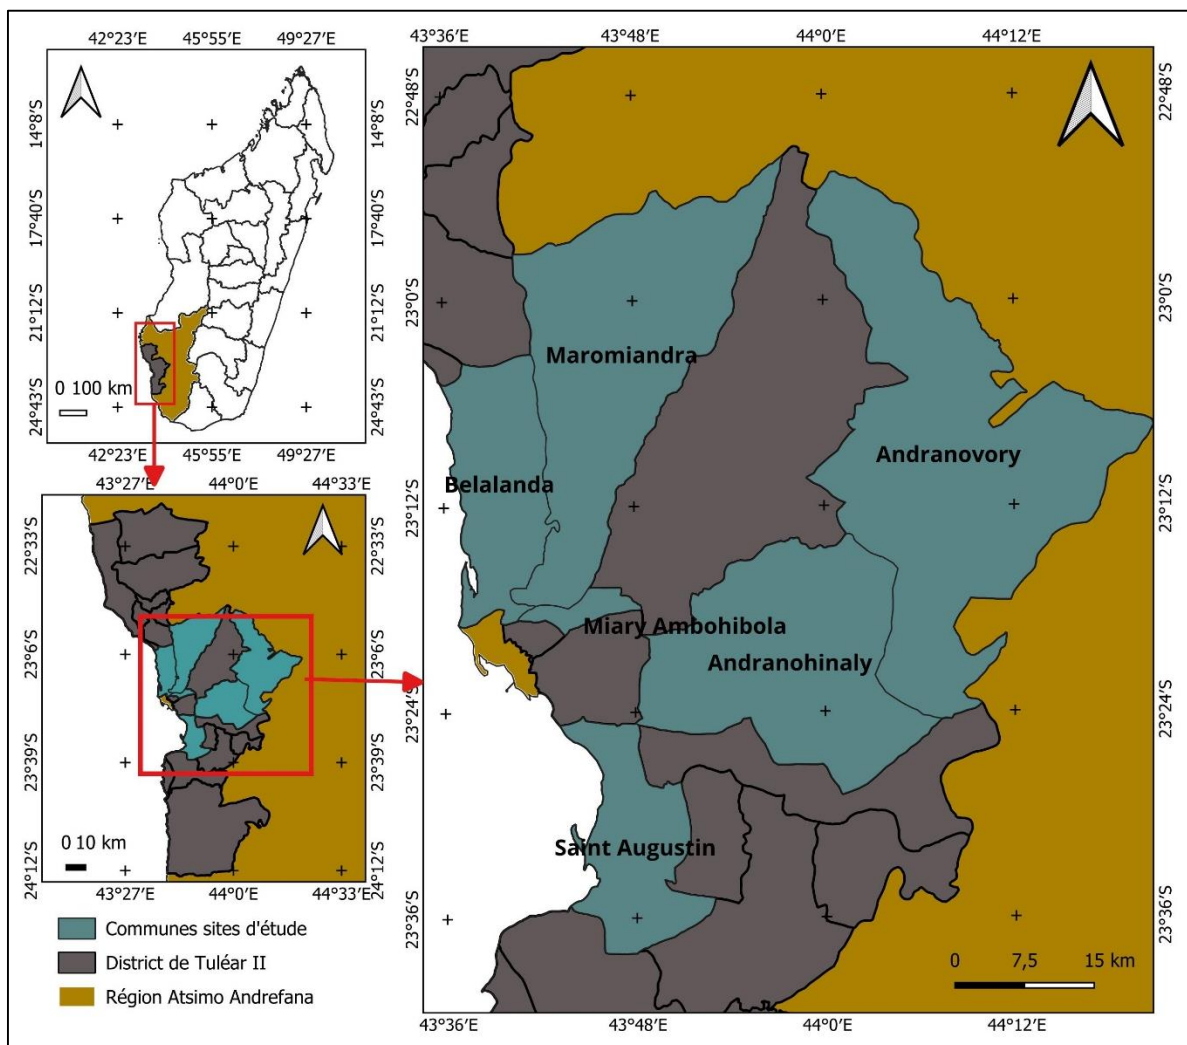 42°23′E 45°55′E 49°27′E
14°8′S
17°40′S
21°12′S
24°43′S
14°8′S
17°40′S
21°12′S
24°43′S
0 100 km
42°23′E 45°55′E 49°27′E
43°27′E 44°0′E 44°33′E
22°33′S
23°6′S
23°39′S
24°12′S
22°33′S
23°6′S
23°39′S
24°12′S
0 10 km
43°27′E 44°0′E 44°33′E
Communes sites d'étude
District de Tuléar II
Région Atsimo Andrefana
43°36′E 43°48′E 44°0′E 44°12′E
22°48′S
23°0′S
23°12′S
23°24′S
23°36′S
22°48′S
23°0′S
23°12′S
23°24′S
23°36′S
Maromiandra
Andranovory
Belalanda
Miary Ambohibola
Andranohinaly
Saint Augustin
0 7,5 15 km
43°36′E 43°48′E 44°0′E 44°12′E